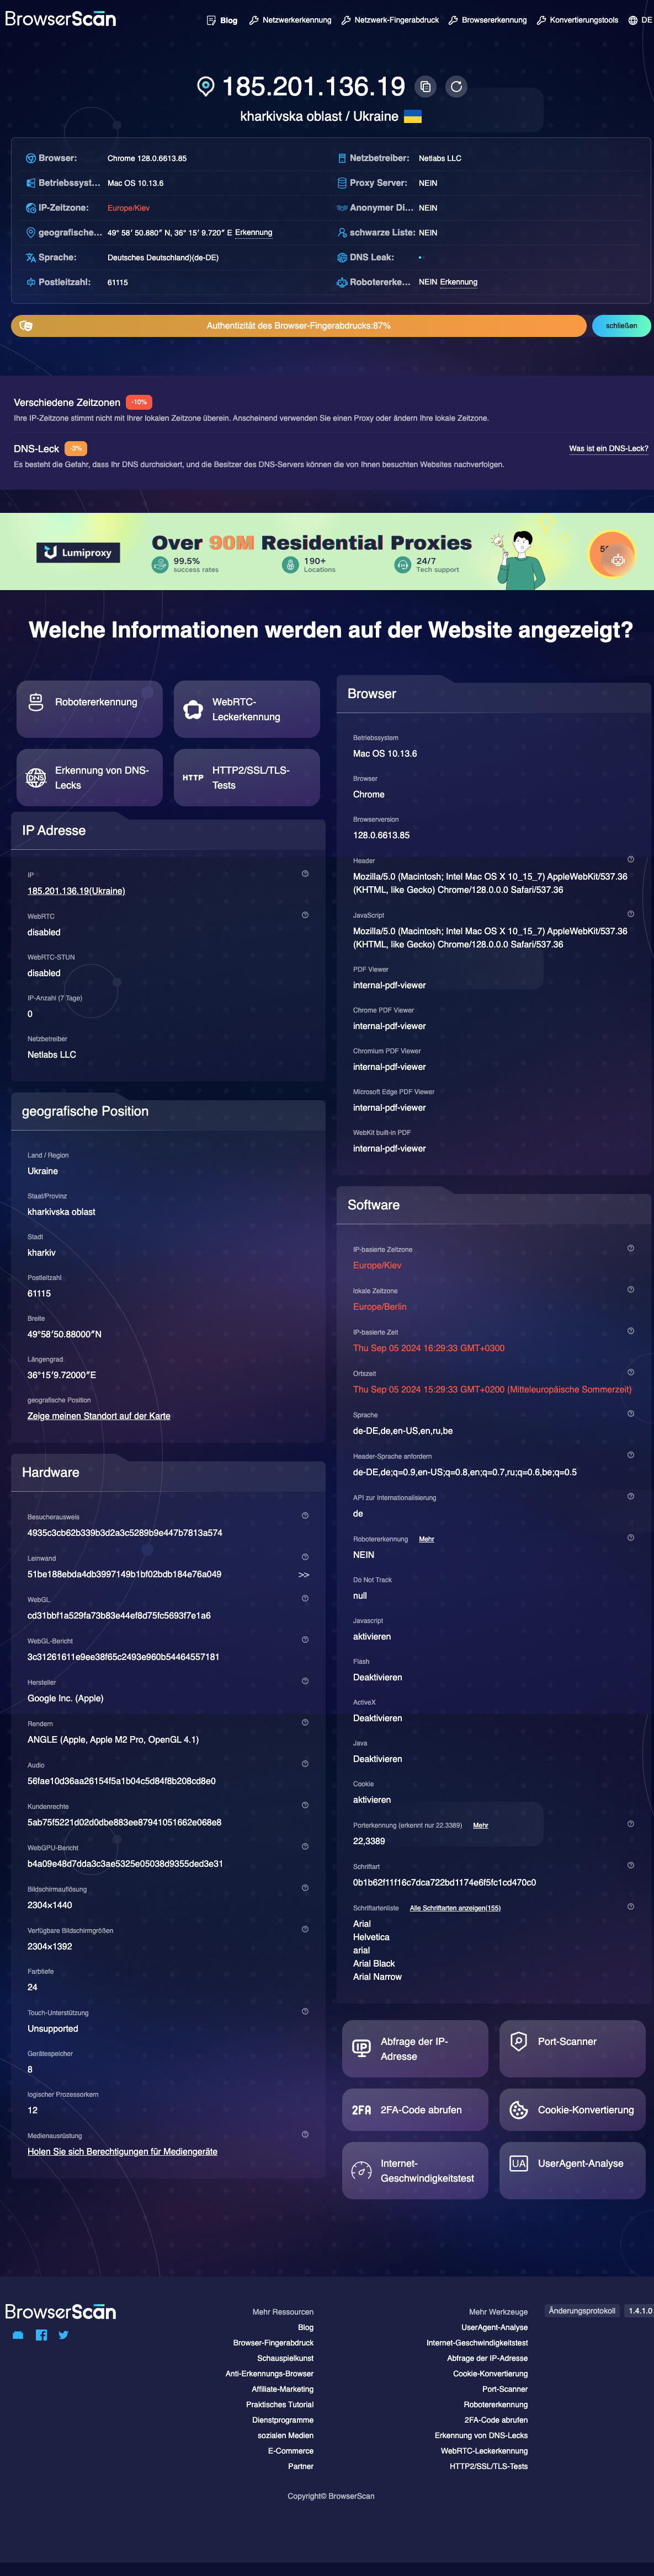 BrowserScan
Blog
Netzwerkerkennung
Netzwerk-Fingerabdruck
Browsererkennung
Konvertierungstools
DE
185.201.136.19
kharkivska oblast / Ukraine
Browser:
Chrome 128.0.6613.85
Netzbetreiber:
Netlabs LLC
Betriebssyst...
Mac OS 10.13.6
Proxy Server:
NEIN
IP-Zeitzone:
Europe/Kiev
Anonymer Di...
NEIN
geografische...
49° 58′ 50.880″ N, 36° 15′ 9.720″ E
Erkennung
schwarze Liste:
NEIN
Sprache:
Deutsches Deutschland)(de-DE)
DNS Leak:
Postleitzahl:
61115
Robotererke...
NEIN
Erkennung
Authentizität des Browser-Fingerabdrucks:87%
schließen
Verschiedene Zeitzonen
-10%
Ihre IP-Zeitzone stimmt nicht mit Ihrer lokalen Zeitzone überein. Anscheinend verwenden Sie einen Proxy oder ändern Ihre lokale Zeitzone.
DNS-Leck
-3%
Was ist ein DNS-Leck?
Es besteht die Gefahr, dass Ihr DNS durchsickert, und die Besitzer des DNS-Servers können die von Ihnen besuchten Websites nachverfolgen.
Lumiproxy
Over 90M Residential Proxies
99.5%
success rates
190+
Locations
24/7
Tech support
Welche Informationen werden auf der Website angezeigt?
Robotererkennung
WebRTC-
Leckerkennung
Erkennung von DNS-
Lecks
HTTP
HTTP2/SSL/TLS-
Tests
IP Adresse
IP
185.201.136.19(Ukraine)
WebRTC
disabled
WebRTC-STUN
disabled
IP-Anzahl (7 Tage)
0
Netzbetreiber
Netlabs LLC
geografische Position
Land / Region
Ukraine
Staat/Provinz
kharkivska oblast
Stadt
kharkiv
Postleitzahl
61115
Breite
49°58′50.88000″N
Längengrad
36°15′9.72000″E
geografische Position
Zeige meinen Standort auf der Karte
Hardware
Besucherausweis
4935c3cb62b339b3d2a3c5289b9e447b7813a574
Leinwand
51be188ebda4db3997149b1bf02bdb184e76a049
>>
WebGL
cd31bbf1a529fa73b83e44ef8d75fc5693f7e1a6
WebGL-Bericht
3c31261611e9ee38f65c2493e960b54464557181
Hersteller
Google Inc. (Apple)
Rendern
ANGLE (Apple, Apple M2 Pro, OpenGL 4.1)
Audio
56fae10d36aa26154f5a1b04c5d84f8b208cd8e0
Kundenrechte
5ab75f5221d02d0dbe883ee87941051662e068e8
WebGPU-Bericht
b4a09e48d7dda3c3ae5325e05038d9355ded3e31
Bildschirmauflösung
2304×1440
Verfügbare Bildschirmgrößen
2304×1392
Farbtiefe
24
Touch-Unterstützung
Unsupported
Gerätespeicher
8
logischer Prozessorkern
12
Medienausrüstung
Holen Sie sich Berechtigungen für Mediengeräte
Browser
Betriebssystem
Mac OS 10.13.6
Browser
Chrome
Browserversion
128.0.6613.85
Header
Mozilla/5.0 (Macintosh; Intel Mac OS X 10_15_7) AppleWebKit/537.36
(KHTML, like Gecko) Chrome/128.0.0.0 Safari/537.36
JavaScript
Mozilla/5.0 (Macintosh; Intel Mac OS X 10_15_7) AppleWebKit/537.36
(KHTML, like Gecko) Chrome/128.0.0.0 Safari/537.36
PDF Viewer
internal-pdf-viewer
Chrome PDF Viewer
internal-pdf-viewer
Chromium PDF Viewer
internal-pdf-viewer
Microsoft Edge PDF Viewer
internal-pdf-viewer
WebKit built-in PDF
internal-pdf-viewer
Software
IP-basierte Zeitzone
Europe/Kiev
lokale Zeitzone
Europe/Berlin
IP-basierte Zeit
Thu Sep 05 2024 16:29:33 GMT+0300
Ortszeit
Thu Sep 05 2024 15:29:33 GMT+0200 (Mitteleuropäische Sommerzeit)
Sprache
de-DE,de,en-US,en,ru,be
Header-Sprache anfordern
de-DE,de;q=0.9,en-US;q=0.8,en;q=0.7,ru;q=0.6,be;q=0.5
API zur Internationalisierung
de
Robotererkennung
Mehr
NEIN
Do Not Track
null
Javascript
aktivieren
Flash
Deaktivieren
ActiveX
Deaktivieren
Java
Deaktivieren
Cookie
aktivieren
Porterkennung (erkennt nur 22.3389)
Mehr
22,3389
Schriftart
0b1b62f11f16c7dca722bd1174e6f5fc1cd470c0
Schriftartenliste
Alle Schriftarten anzeigen(155)
Arial
Helvetica
arial
Arial Black
Arial Narrow
IP
Abfrage der IP-
Adresse
Port-Scanner
2FA
2FA-Code abrufen
Cookie-Konvertierung
Internet-
Geschwindigkeitstest
UA
UserAgent-Analyse
BrowserScan
Mehr Ressourcen
Blog
Browser-Fingerabdruck
Schauspielkunst
Anti-Erkennungs-Browser
Affiliate-Marketing
Praktisches Tutorial
Dienstprogramme
sozialen Medien
E-Commerce
Partner
Mehr Werkzeuge
UserAgent-Analyse
Internet-Geschwindigkeitstest
Abfrage der IP-Adresse
Cookie-Konvertierung
Port-Scanner
Robotererkennung
2FA-Code abrufen
Erkennung von DNS-Lecks
WebRTC-Leckerkennung
HTTP2/SSL/TLS-Tests
Änderungsprotokoll
1.4.1.0
Copyright© BrowserScan